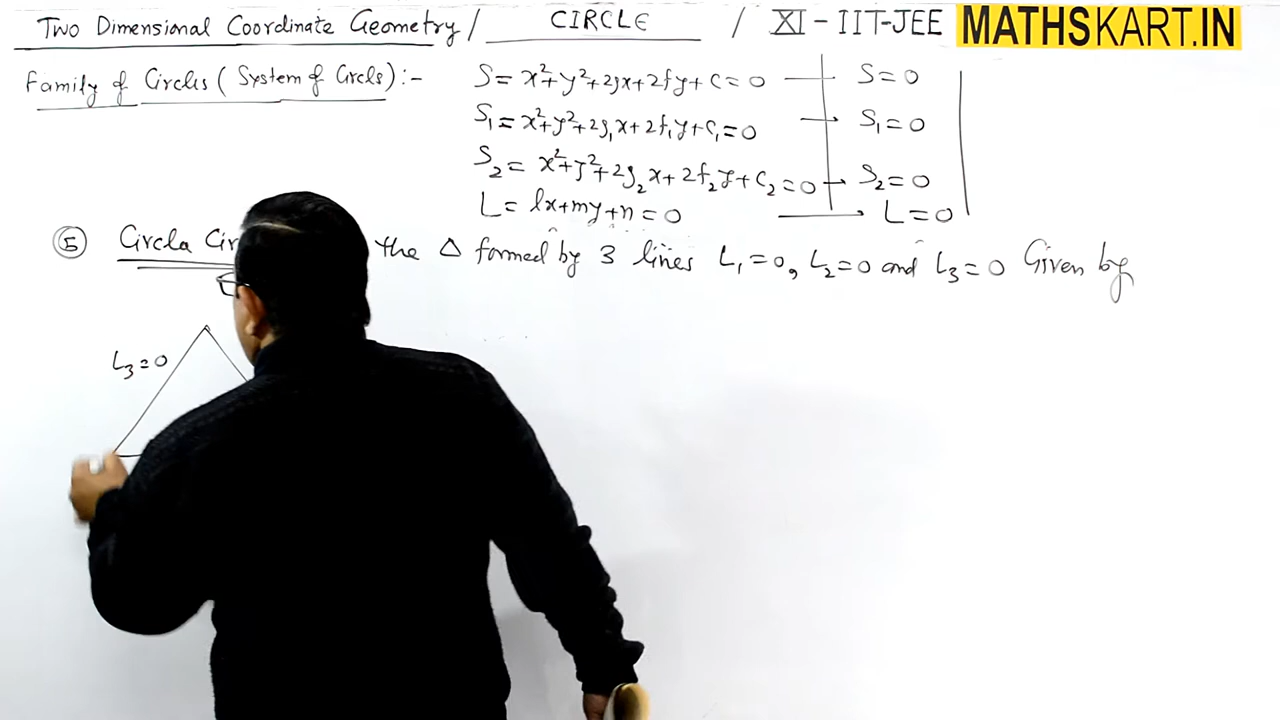 Two Dimensional Coordinate Geometry / CIRCLE / XI - IIT-JEE MATHSKART.IN
Family of Circles ( System of Circls) :-
S = x²+y²+2gx+2fy+c=0 → S=0
S₁ = x²+y²+2g₁x+2f₁y+c₁=0 → S₁=0
S₂ = x²+y²+2g₂x+2f₂y+c₂=0 → S₂=0
L = lx+my+n=0 → L=0
⑤ Circla Cir the Δ formed by 3 lines L₁=0, L₂=0 and L₃=0 Given by
L₃=0